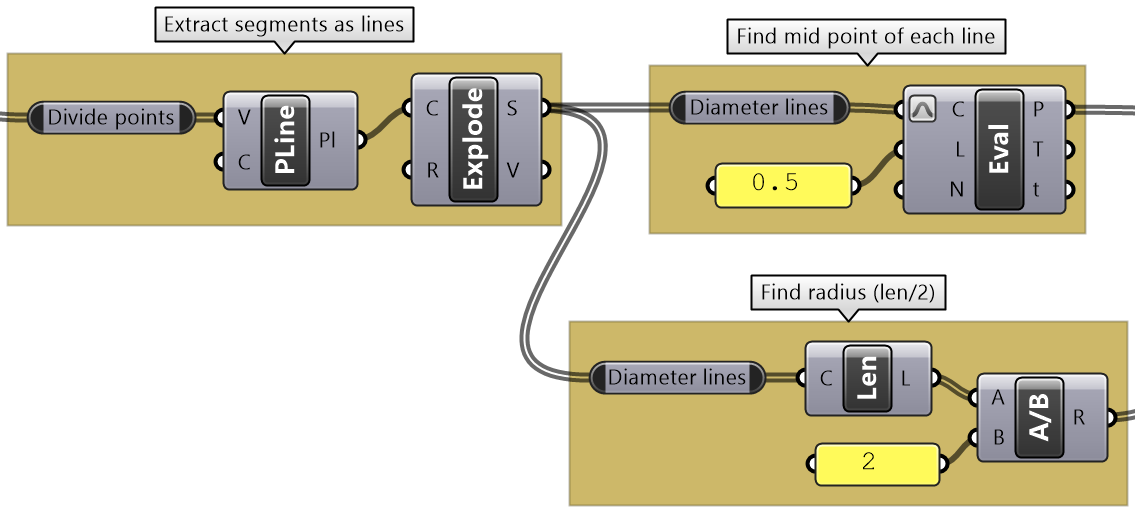 Extract segments as lines
Divide points
V
C
PLine
Pl
C
R
Explode
S
V
Find mid point of each line
Diameter lines
0.5
C
L
N
Eval
P
T
t
Find radius (len/2)
Diameter lines
C
Len
L
2
A
B
A/B
R